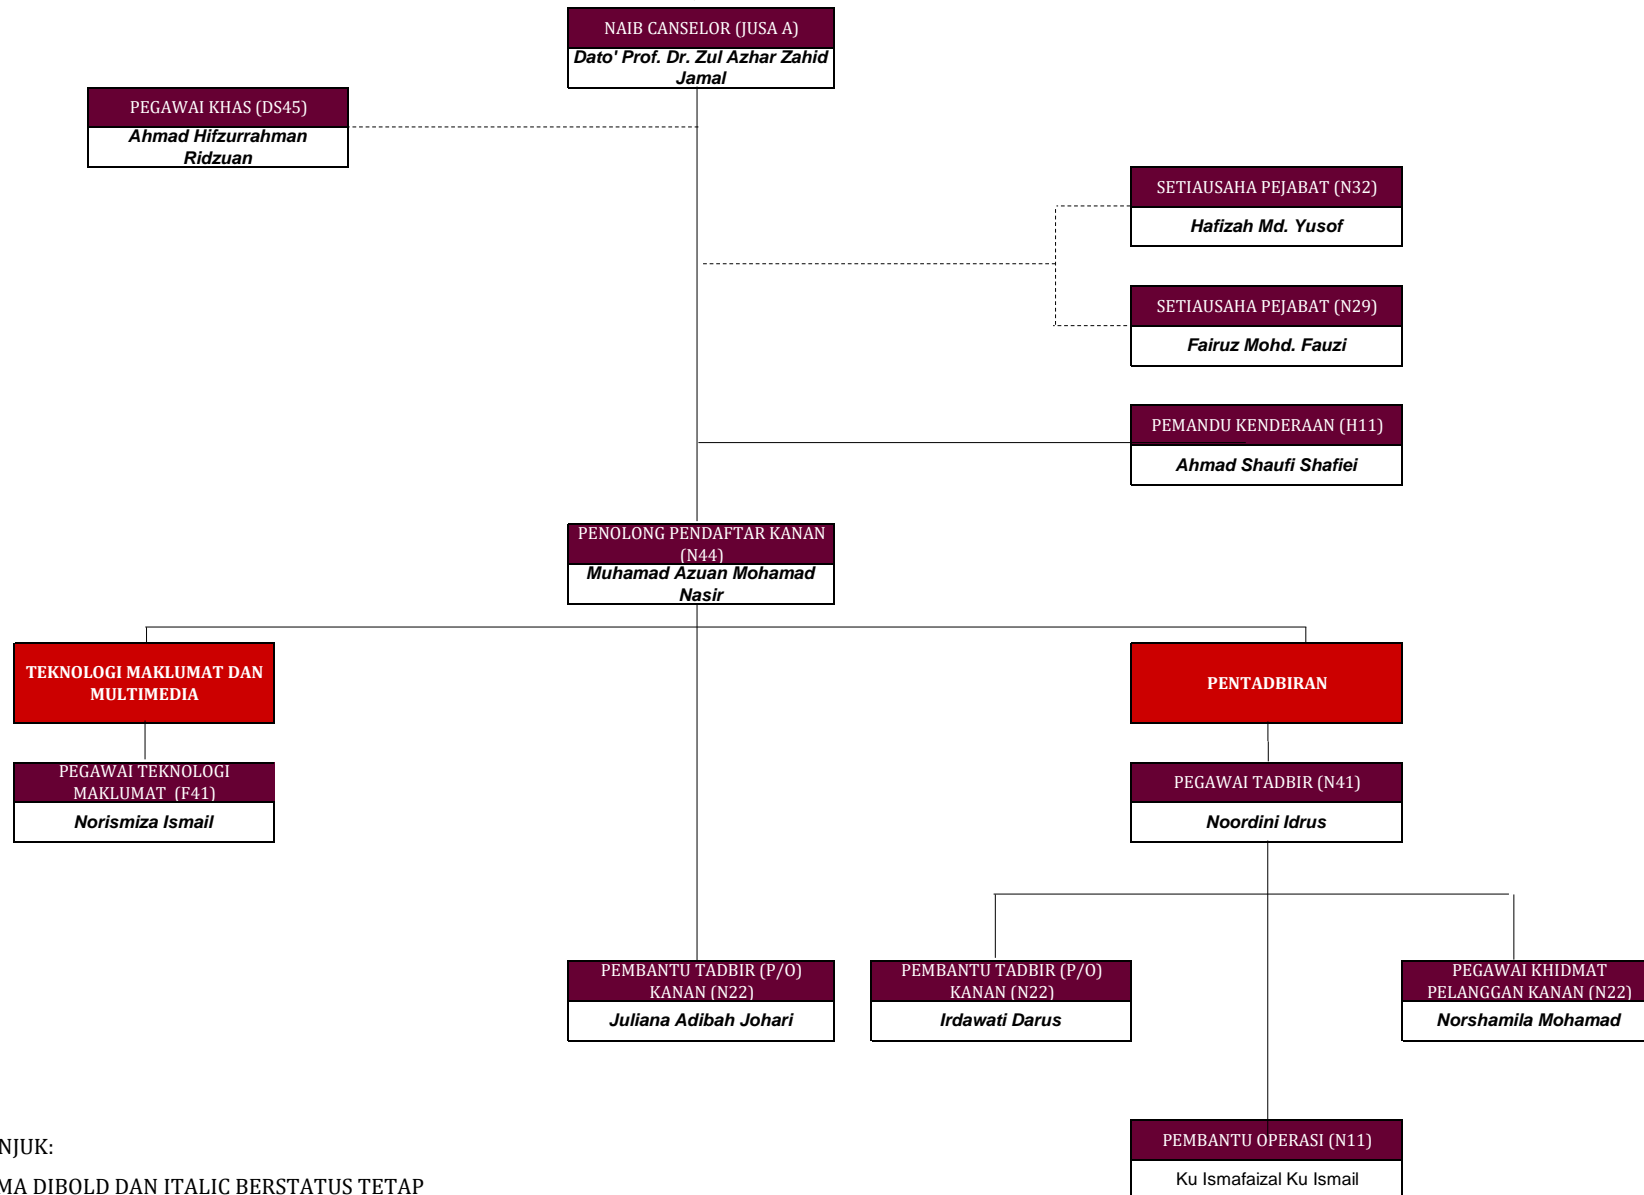 NAIB CANSELOR (JUSA A)
Dato' Prof. Dr. Zul Azhar Zahid
Jamal
PEGAWAI KHAS (DS45)
Ahmad Hifzurrahman
Ridzuan
SETIAUSAHA PEJABAT (N32)
Hafizah Md. Yusof
SETIAUSAHA PEJABAT (N29)
Fairuz Mohd. Fauzi
PEMANDU KENDERAAN (H11)
Ahmad Shaufi Shafiei
PENOLONG PENDAFTAR KANAN
(N44)
Muhamad Azuan Mohamad
Nasir
TEKNOLOGI MAKLUMAT DAN
MULTIMEDIA
PENTADBIRAN
PEGAWAI TEKNOLOGI
MAKLUMAT (F41)
Norismiza Ismail
PEGAWAI TADBIR (N41)
Noordini Idrus
PEMBANTU TADBIR (P/O)
KANAN (N22)
Juliana Adibah Johari
PEMBANTU TADBIR (P/O)
KANAN (N22)
Irdawati Darus
PEGAWAI KHIDMAT
PELANGGAN KANAN (N22)
Norshamila Mohamad
PEMBANTU OPERASI (N11)
Ku Ismafaizal Ku Ismail
NJUK:
MA DIBOLD DAN ITALIC BERSTATUS TETAP